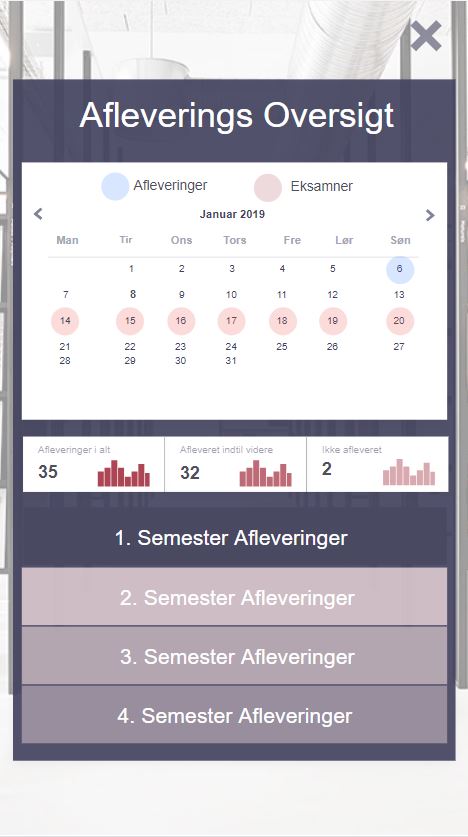 Afleverings Oversigt
Afleveringer Eksamner
Januar 2019
Man Tir Ons Tors Fre Lør Søn
1 2 3 4 5 6
7 8 9 10 11 12 13
14 15 16 17 18 19 20
21 22 23 24 25 26 27
28 29 30 31
Afleveringer i alt Afleveret indtil videre Ikke afleveret
35 32 2
1. Semester Afleveringer
2. Semester Afleveringer
3. Semester Afleveringer
4. Semester Afleveringer